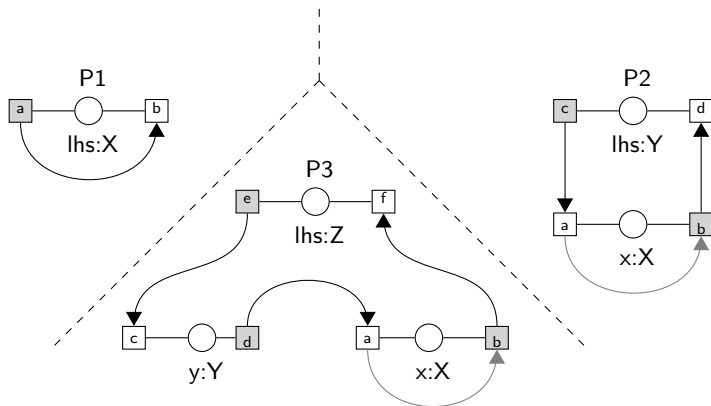 P1
a b
lhs:X
P2
c d
lhs:Y
a b
x:X
P3
e f
lhs:Z
c d a b
y:Y x:X